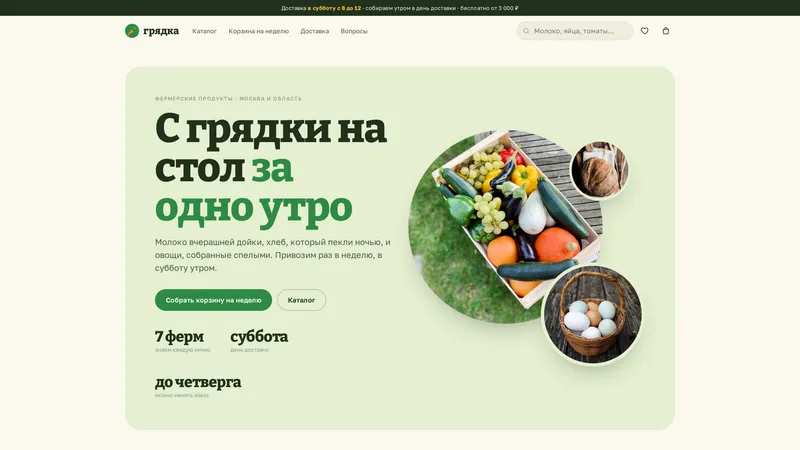 Доставка в субботу с 8 до 12 · собираем утром в день доставки · бесплатно от 3 000 ₽
грядка
Каталог
Корзина на неделю
Доставка
Вопросы
Молоко, яйца, томаты…
ФЕРМЕРСКИЕ ПРОДУКТЫ · МОСКВА И ОБЛАСТЬ
С грядки на
стол за
одно утро
Молоко вчерашней дойки, хлеб, который пекли ночью, и
овощи, собранные спелыми. Привозим раз в неделю, в
субботу утром.
Собрать корзину на неделю
Каталог
7 ферм
знаем каждую лично
суббота
день доставки
до четверга
можно менять заказ